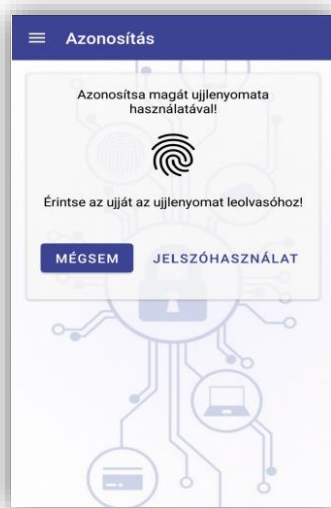 Azonosítás
Azonosítsa magát ujjlenyomata
használatával!
Érintse az ujját az ujjlenyomat leolvasóhoz!
MÉGSEM JELSZÓHASZNÁLAT